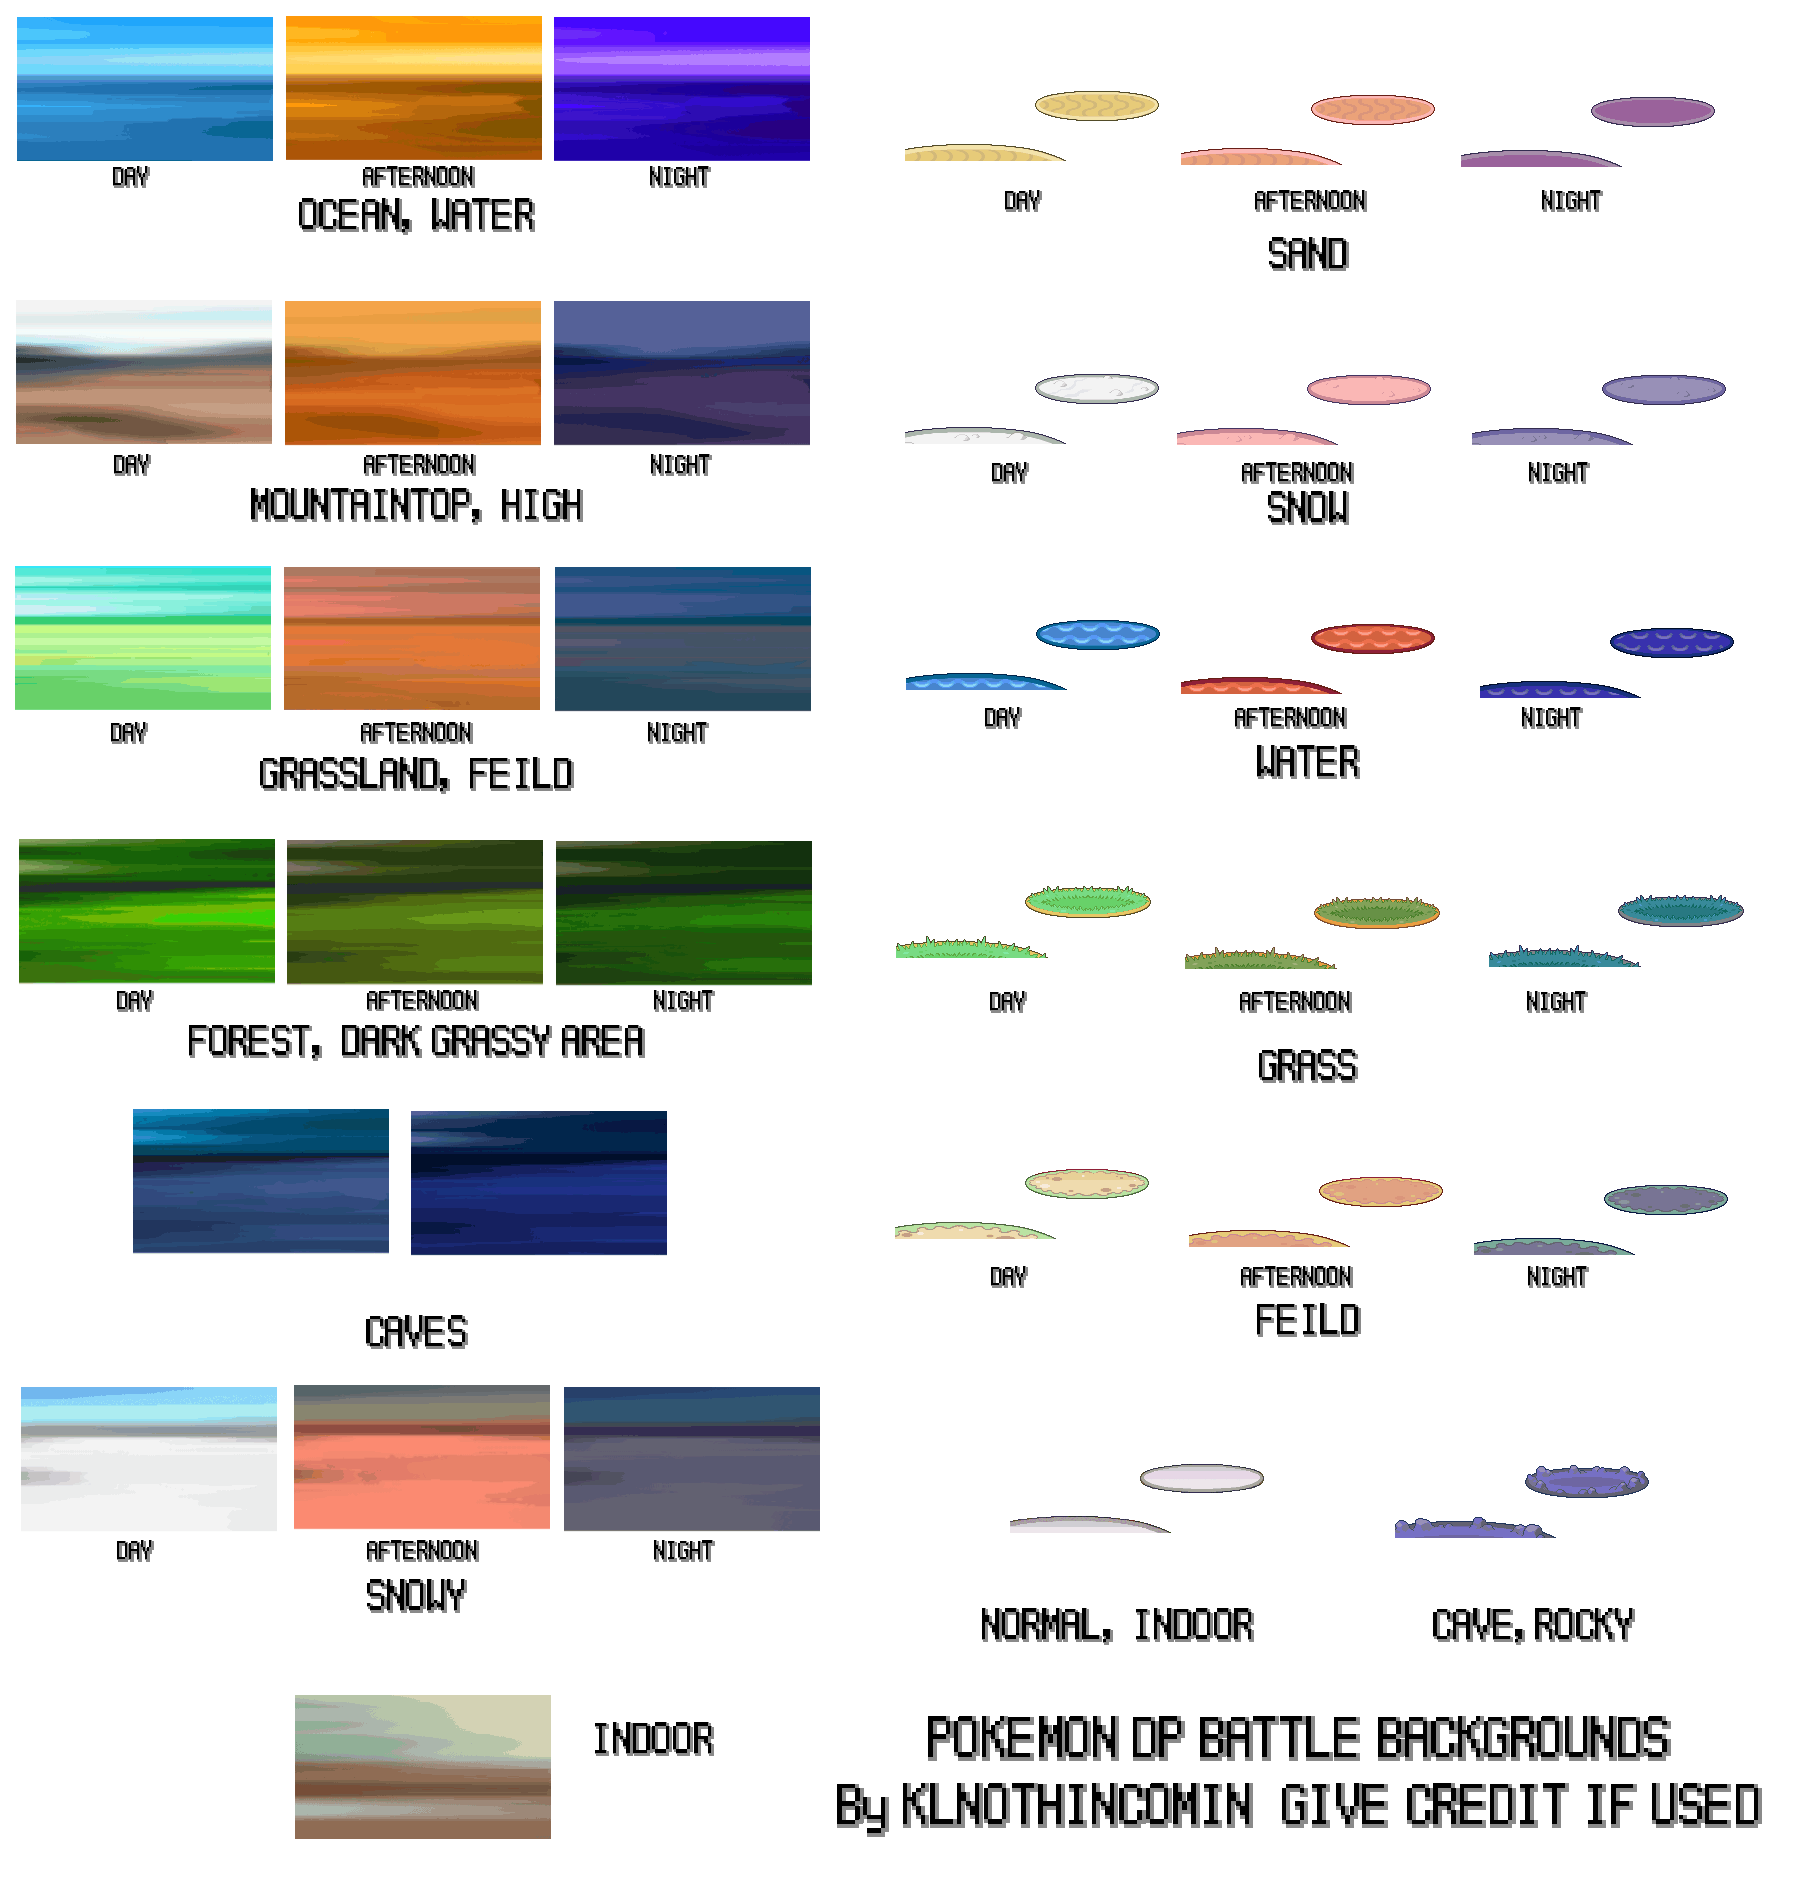 DAY AFTERNOON NIGHT
OCEAN, WATER
DAY AFTERNOON NIGHT
MOUNTAINTOP, HIGH
DAY AFTERNOON NIGHT
GRASSLAND, FEILD
DAY AFTERNOON NIGHT
FOREST, DARK GRASSY AREA
CAVES
DAY AFTERNOON NIGHT
SNOWY
INDOOR
DAY AFTERNOON NIGHT
SAND
DAY AFTERNOON NIGHT
SNOW
DAY AFTERNOON NIGHT
WATER
DAY AFTERNOON NIGHT
GRASS
DAY AFTERNOON NIGHT
FEILD
NORMAL, INDOOR CAVE, ROCKY
POKEMON DP BATTLE BACKGROUNDS
By KLNOTHINCOMIN GIVE CREDIT IF USED